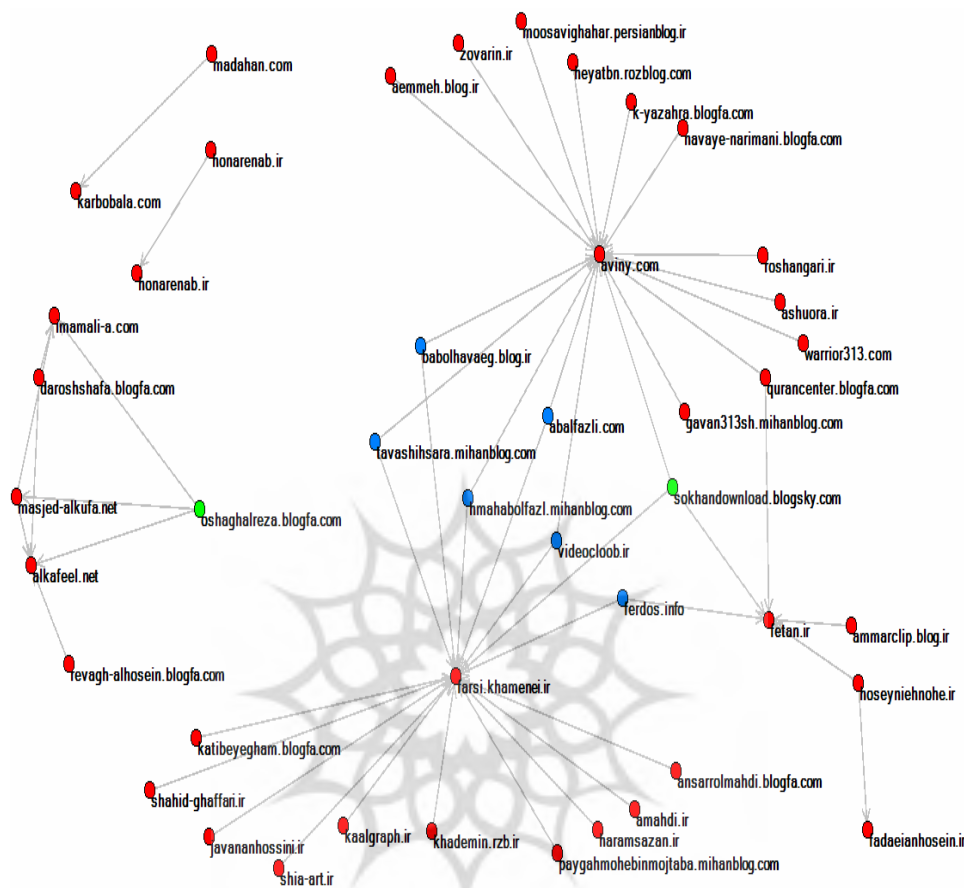 moosavighahar.persianblog.ir
zovarin.ir
madahan.com
heyatbn.rozblog.com
aemmeh.blog.ir
k-yazahra.blogfa.com
navaye-narimani.blogfa.com
honarenab.ir
karbobala.com
aviny.com
roshangari.ir
honarenab.ir
ashuora.ir
imamali-a.com
warrior313.com
babolhavaeg.blog.ir
daroshshafa.blogfa.com
qurancenter.blogfa.com
gavan313sh.mihanblog.com
abalfazli.com
tavashihsara.mihanblog.com
sokhandownload.blogsky.com
masjed-alkufa.net
hmahabolfazl.mihanblog.com
oshaghalreza.blogfa.com
videocloob.ir
alkafeel.net
ferdos.info
fetan.ir
ammarclip.blog.ir
revagh-alhosein.blogfa.com
farsi.khamenei.ir
hoseyniehnohe.ir
katibeyegham.blogfa.com
ansarrolmahdi.blogfa.com
shahid-ghaffari.ir
amahdi.ir
kaalgraph.ir
khademin.rzb.ir
haramsazan.ir
fadaeianhosein.ir
javananhossini.ir
paygahmohebinmojtaba.mihanblog.com
shia-art.ir